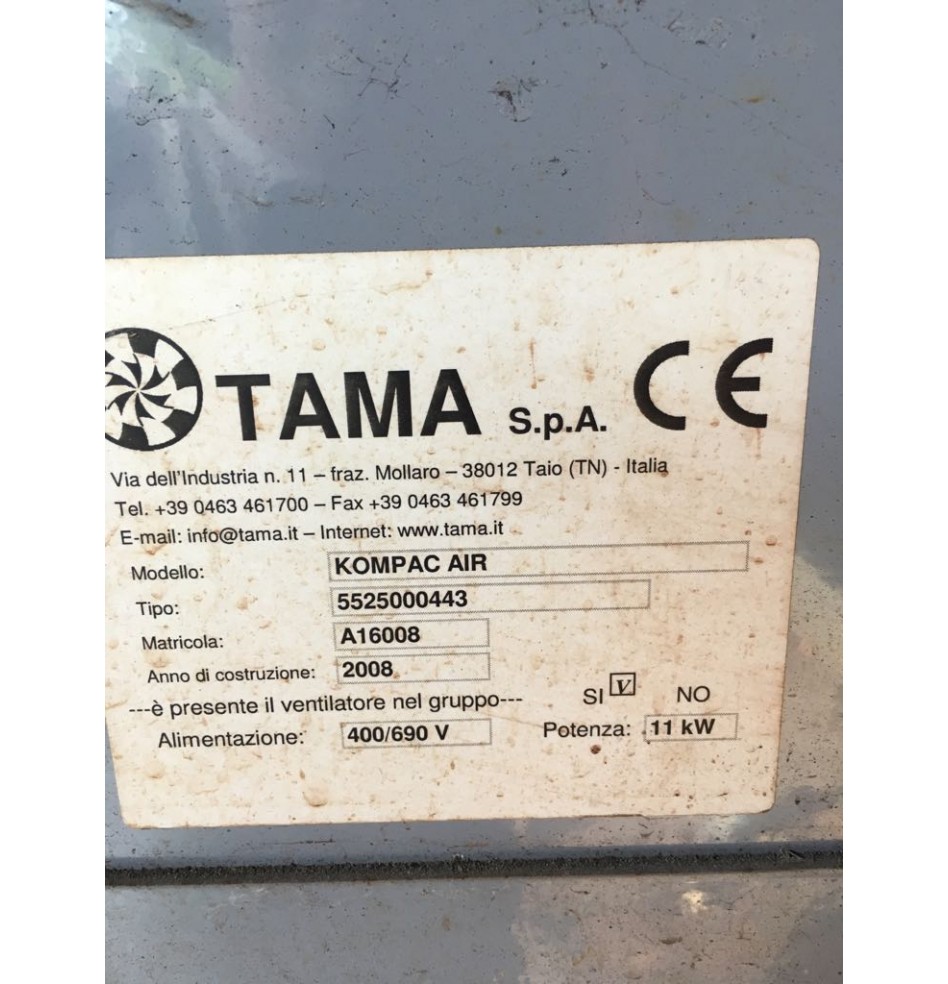 TAMA S.p.A. CE
Via dell'Industria n. 11 – fraz. Mollaro – 38012 Taio (TN) - Italia
Tel. +39 0463 461700 – Fax +39 0463 461799
E-mail: info@tama.it – Internet: www.tama.it
Modello: KOMPAC AIR
Tipo: 5525000443
Matricola: A16008
Anno di costruzione: 2008
---è presente il ventilatore nel gruppo--- SI V NO
Alimentazione: 400/690 V Potenza: 11 kW